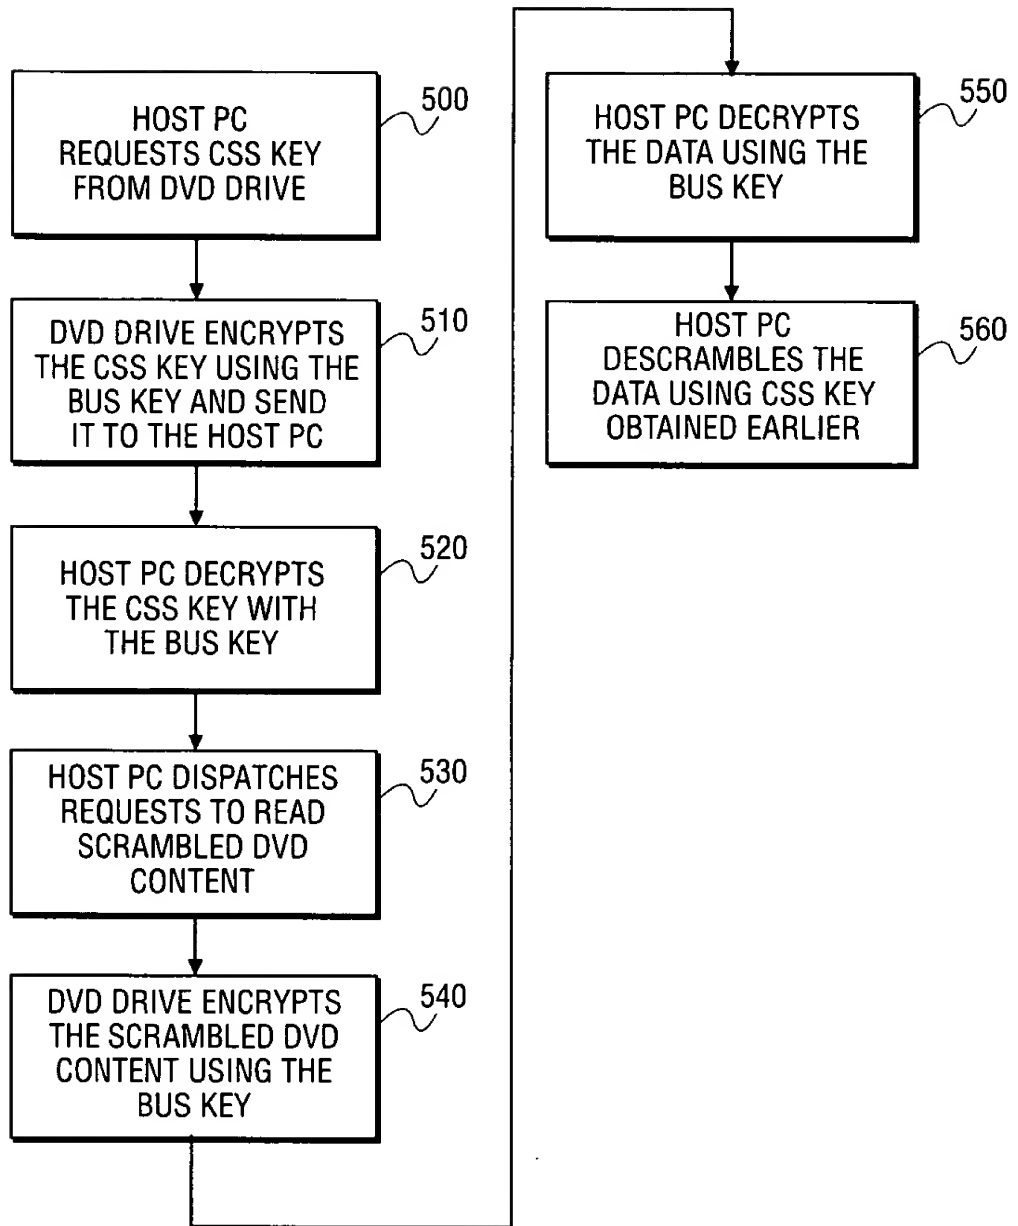 HOST PC
REQUESTS CSS KEY
FROM DVD DRIVE
500
DVD DRIVE ENCRYPTS
THE CSS KEY USING THE
BUS KEY AND SEND
IT TO THE HOST PC
510
HOST PC DECRYPTS
THE CSS KEY WITH
THE BUS KEY
520
HOST PC DISPATCHES
REQUESTS TO READ
SCRAMBLED DVD
CONTENT
530
DVD DRIVE ENCRYPTS
THE SCRAMBLED DVD
CONTENT USING THE
BUS KEY
540
HOST PC DECRYPTS
THE DATA USING THE
BUS KEY
550
HOST PC
DESCRAMBLES THE
DATA USING CSS KEY
OBTAINED EARLIER
560